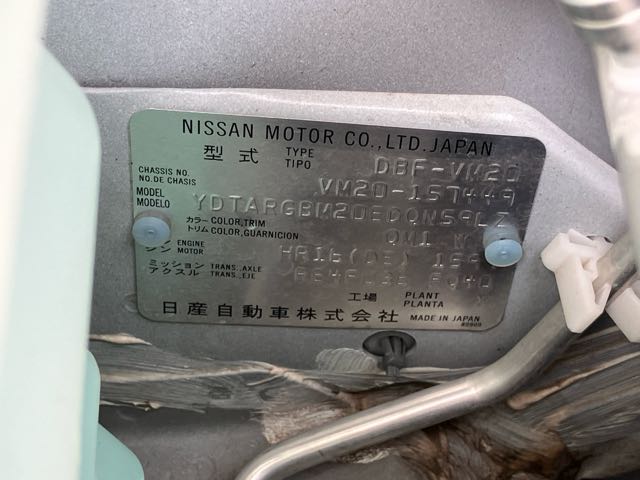 NISSAN MOTOR CO., LTD. JAPAN
型式 TYPE TIPO DBF-VM20
CHASSIS NO. NO. DE CHASIS VM20-157449
MODEL MODELO
カラー トリム COLOR, TRIM COLOR, GUARNICION QM1
ENGINE MOTOR HR16(DE)
ミッション アクスル TRANS., AXLE TRANS., EJE
工場 PLANT PLANTA
日産自動車株式会社 MADE IN JAPAN